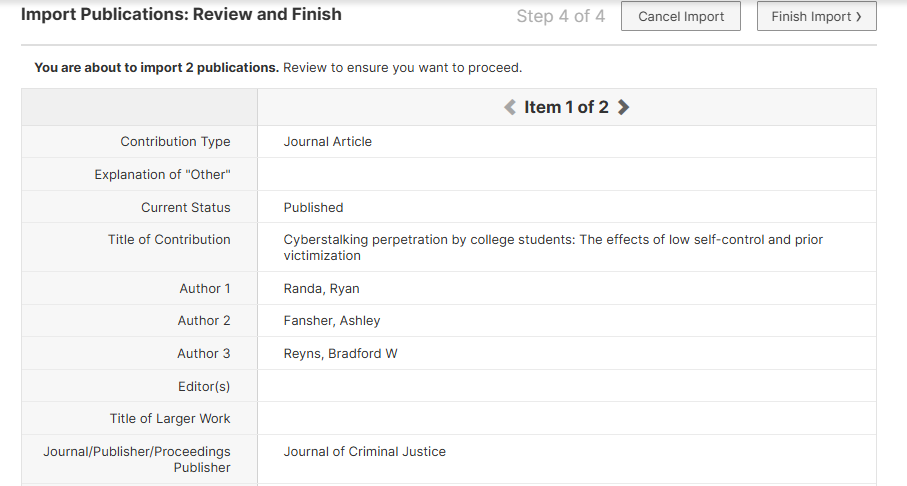 Import Publications: Review and Finish
Step 4 of 4
Cancel Import
Finish Import ❯
You are about to import 2 publications. Review to ensure you want to proceed.
Item 1 of 2
Contribution Type
Journal Article
Explanation of "Other"
Current Status
Published
Title of Contribution
Cyberstalking perpetration by college students: The effects of low self-control and prior
victimization
Author 1
Randa, Ryan
Author 2
Fansher, Ashley
Author 3
Reyns, Bradford W
Editor(s)
Title of Larger Work
Journal/Publisher/Proceedings
Publisher
Journal of Criminal Justice